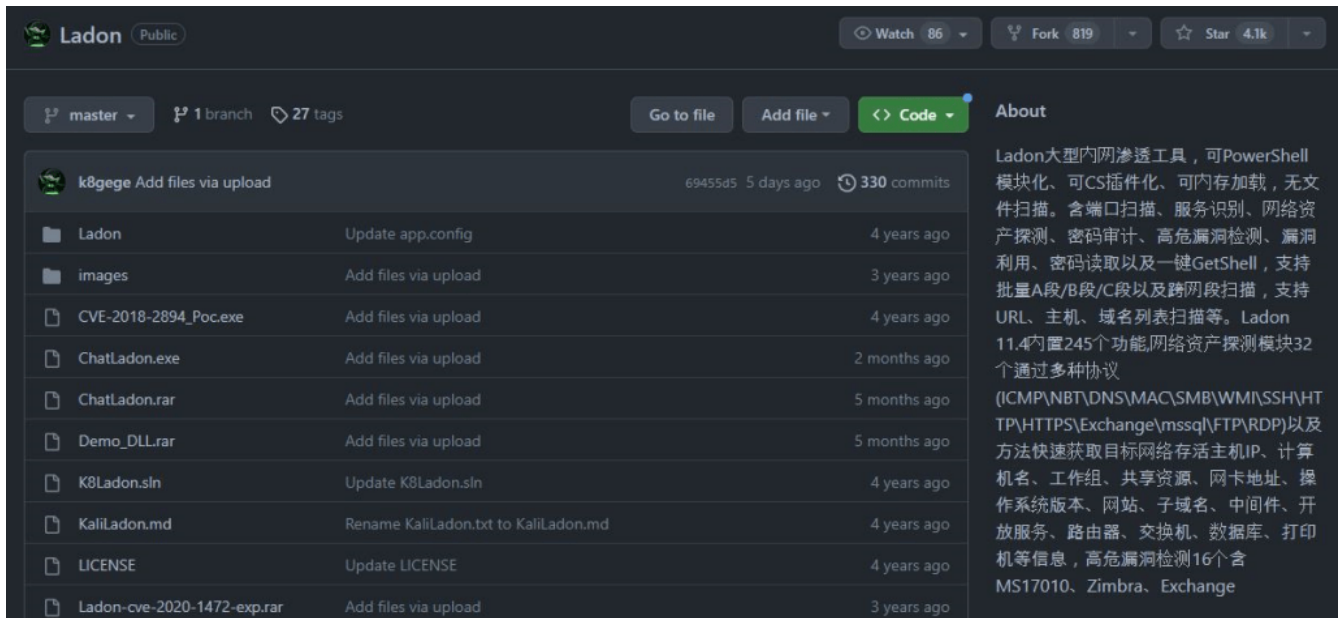 Ladon Public
Watch 86
Fork 819
Star 4.1k
master
1 branch
27 tags
Go to file
Add file
Code
k8gege Add files via upload
69455d5 5 days ago
330 commits
Ladon Update app.config 4 years ago
images Add files via upload 3 years ago
CVE-2018-2894_Poc.exe Add files via upload 4 years ago
ChatLadon.exe Add files via upload 2 months ago
ChatLadon.rar Add files via upload 5 months ago
Demo_DLL.rar Add files via upload 5 months ago
K8Ladon.sln Update K8Ladon.sln 4 years ago
KaliLadon.md Rename KaliLadon.txt to KaliLadon.md 4 years ago
LICENSE Update LICENSE 4 years ago
Ladon-cve-2020-1472-exp.rar Add files via upload 3 years ago
About
Ladon大型内网渗透工具，可PowerShell
模块化、可CS插件化、可内存加载，无文
件扫描。含端口扫描、服务识别、网络资
产探测、密码审计、高危漏洞检测、漏洞
利用、密码读取以及一键GetShell，支持
批量A段/B段/C段以及跨网段扫描，支持
URL、主机、域名列表扫描等。Ladon
11.4内置245个功能,网络资产探测模块32
个通过多种协议
(ICMP\NBT\DNS\MAC\SMB\WMI\SSH\HT
TP\HTTPS\Exchange\mssql\FTP\RDP)以及
方法快速获取目标网络存活主机IP、计算
机名、工作组、共享资源、网卡地址、操
作系统版本、网站、子域名、中间件、开
放服务、路由器、交换机、数据库、打印
机等信息，高危漏洞检测16个含
MS17010、Zimbra、Exchange